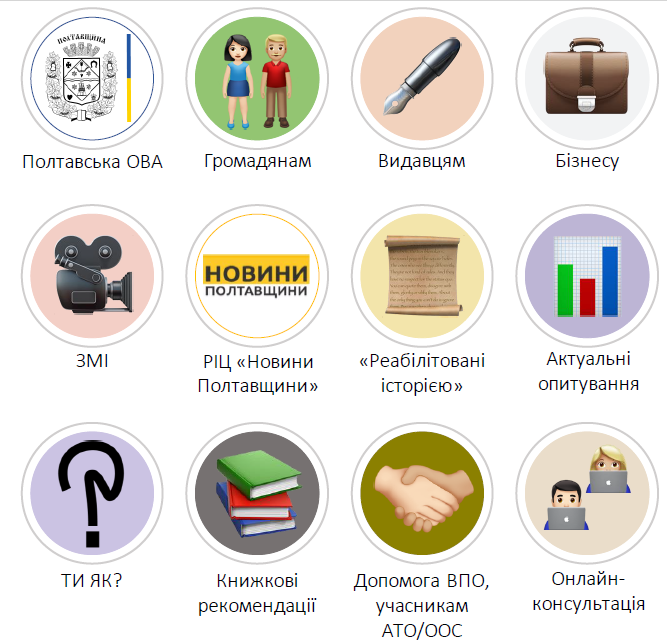 ПОЛТАВЩИНА
Полтавська ОВА
Громадянам
Видавцям
Бізнесу
НОВИНИ
ПОЛТАВЩИНИ
ЗМІ
РІЦ «Новини
Полтавщини»
«Реабілітовані
історією»
Актуальні
опитування
ТИ ЯК?
Книжкові
рекомендації
Допомога ВПО,
учасникам
АТО/ООС
Онлайн-
консультація